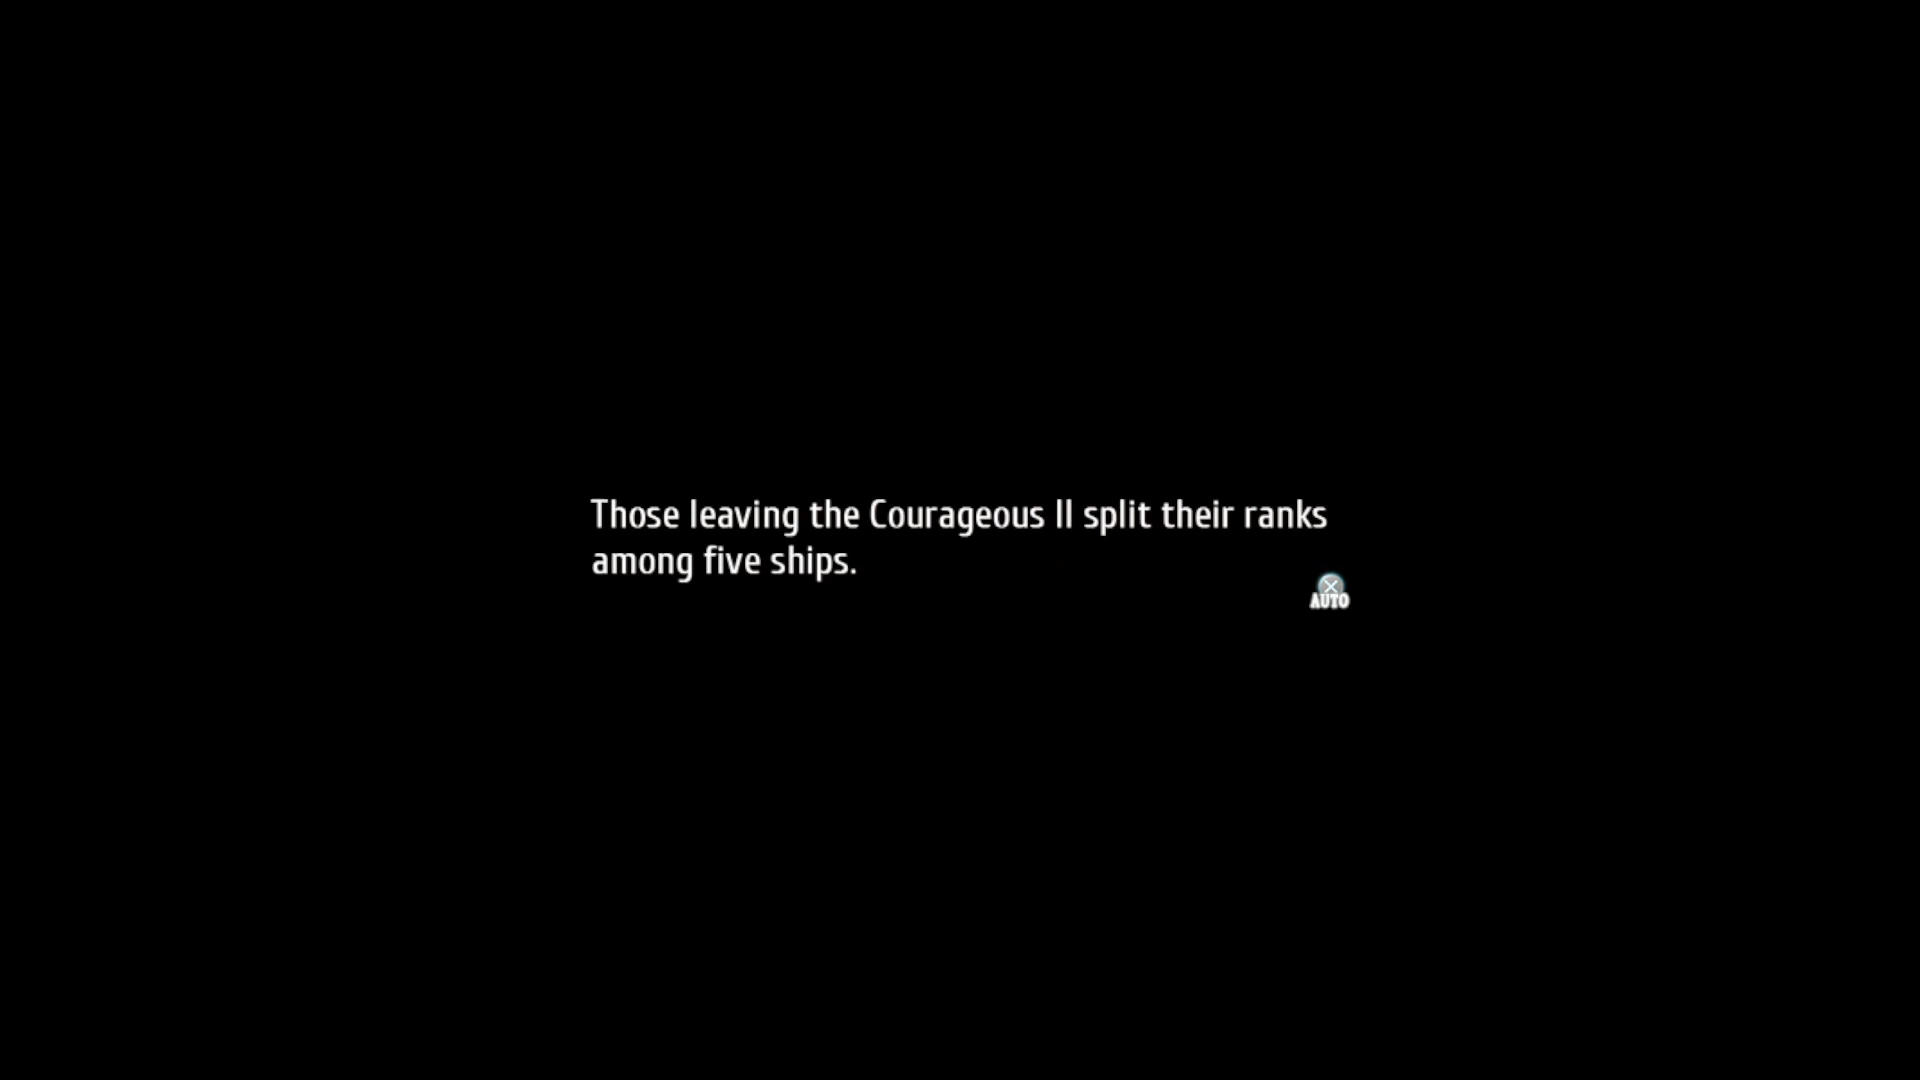 Those leaving the Courageous II split their ranks
among five ships.
AUTO